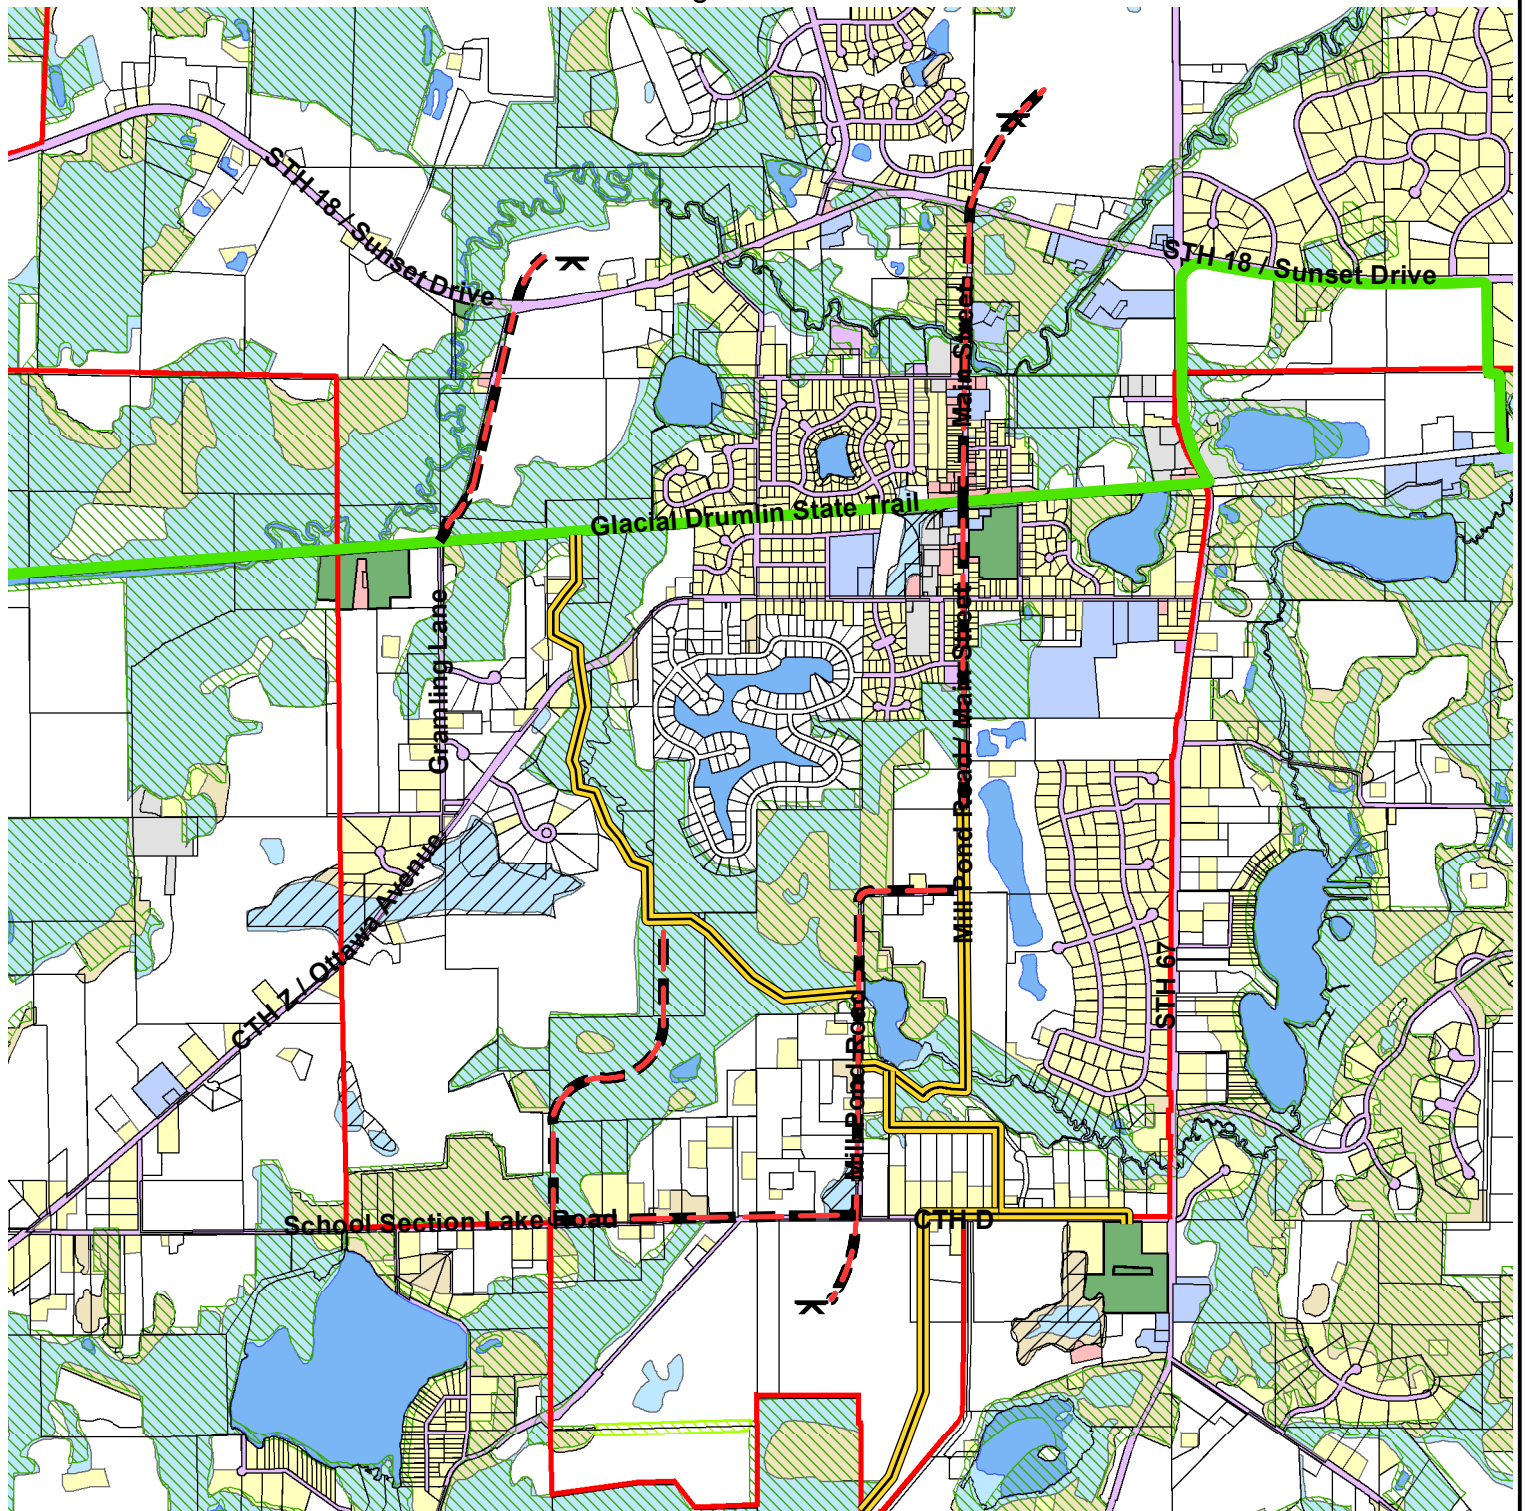 STH 18 / Sunset Drive
STH 18 / Sunset Drive
Main Street
Glacial Drumlin State Trail
Gramling Lane
Mill Pond Road / Main Street
CTH Z / Ottawa Avenue
STH 67
Mill Pond Road
School Section Lake Road
CTH D